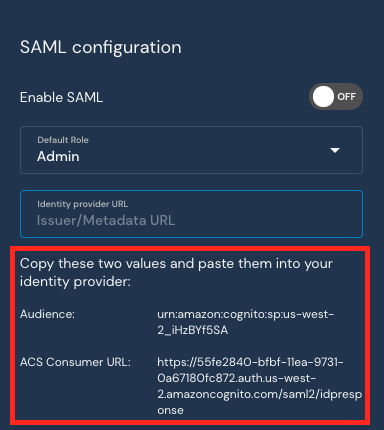 SAML configuration
Enable SAML
OFF
Default Role
Admin
Identity provider URL
Issuer/Metadata URL
Copy these two values and paste them into your
identity provider:
Audience:
urn:amazon:cognito:sp:us-west-
2_iHzBYf5SA
ACS Consumer URL:
https://55fe2840-bfbf-11ea-9731-
0a67180fc872.auth.us-west-
2.amazoncognito.com/saml2/idpresp
onse